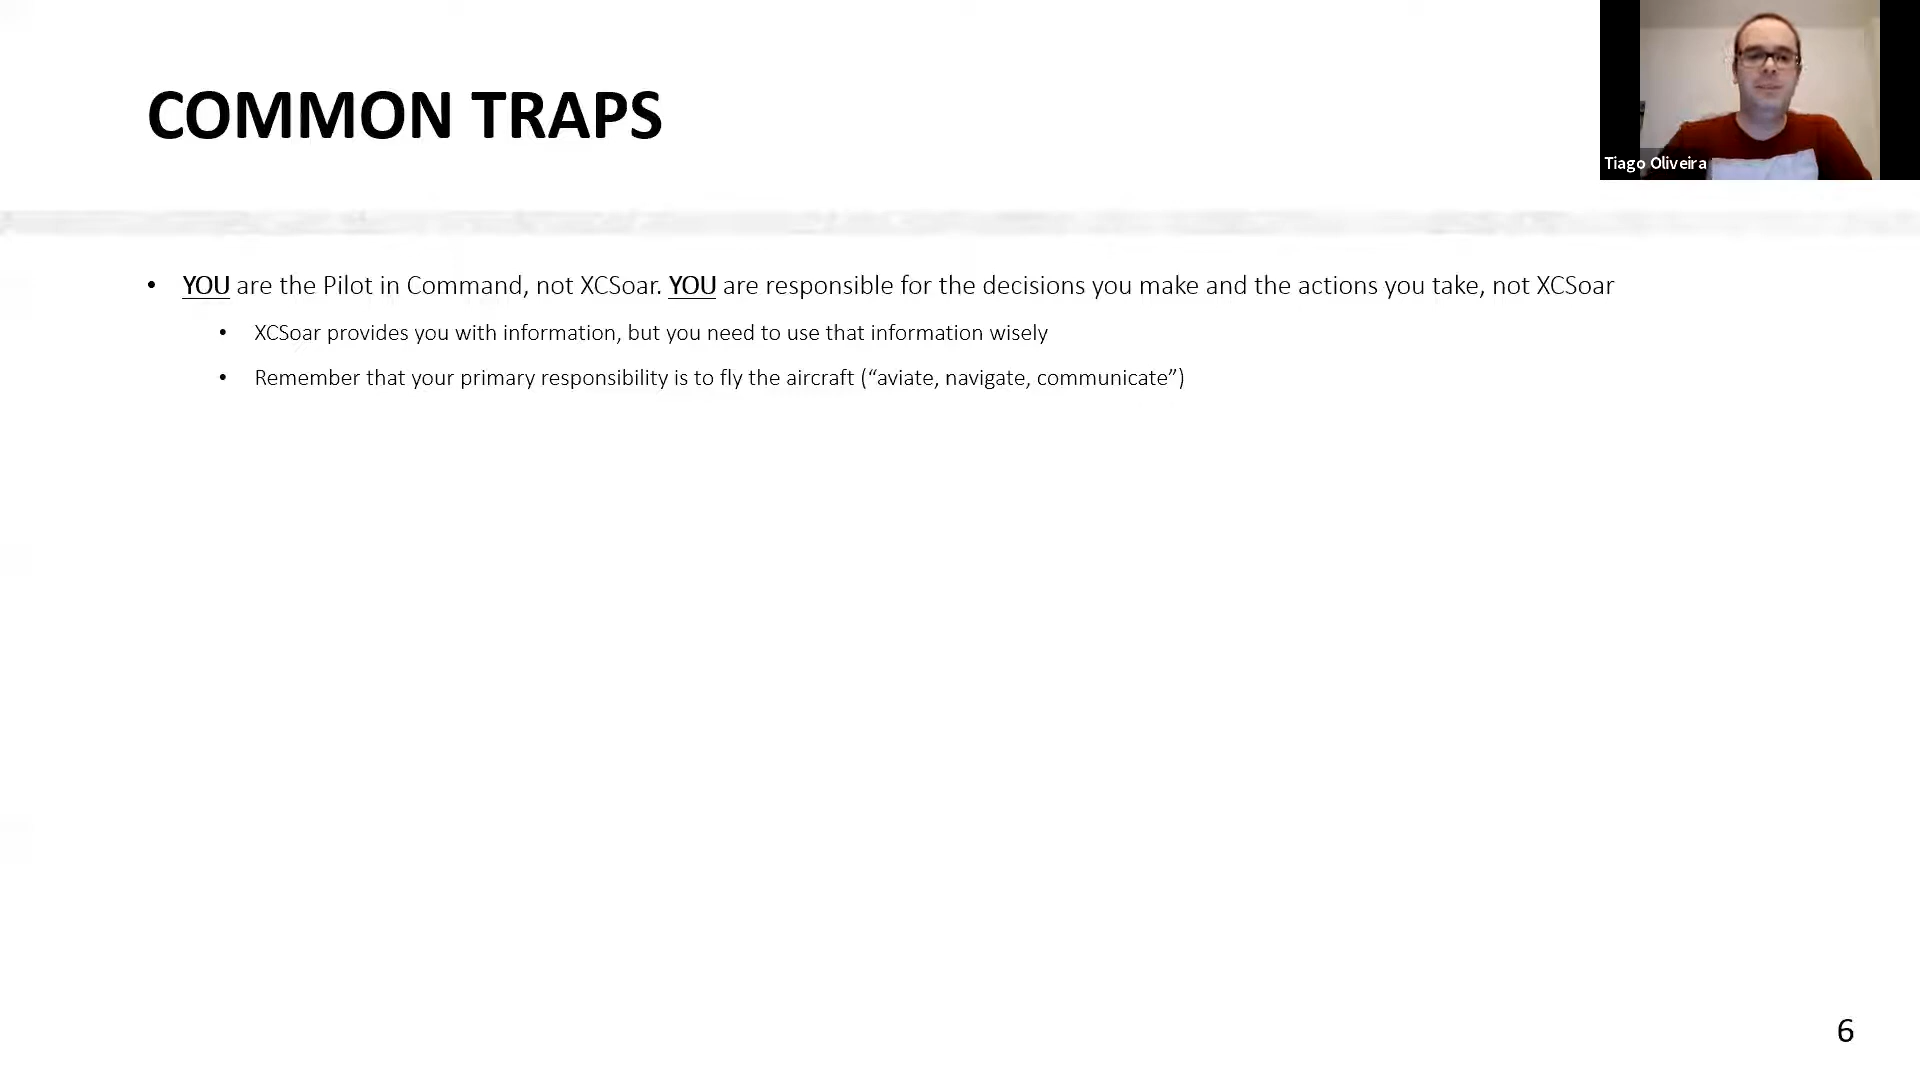 COMMON TRAPS
Tiago Oliveira
• YOU are the Pilot in Command, not XCSoar. YOU are responsible for the decisions you make and the actions you take, not XCSoar
• XCSoar provides you with information, but you need to use that information wisely
• Remember that your primary responsibility is to fly the aircraft (“aviate, navigate, communicate”)
6